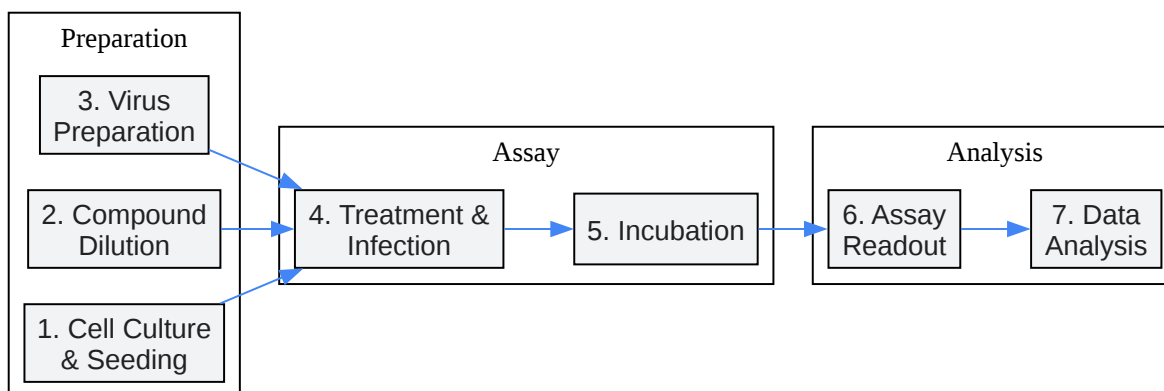 Preparation
3. Virus
Preparation
2. Compound
Dilution
1. Cell Culture
& Seeding
Assay
4. Treatment &
Infection
5. Incubation
Analysis
6. Assay
Readout
7. Data
Analysis